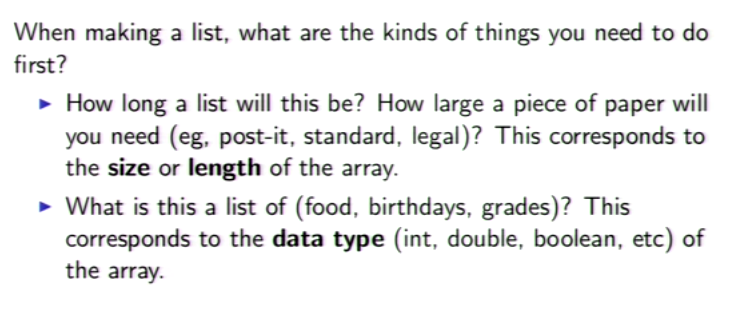 When making a list, what are the kinds of things you need to do
first?
► How long a list will this be? How large a piece of paper will
you need (eg, post-it, standard, legal)? This corresponds to
the size or length of the array.
► What is this a list of (food, birthdays, grades)? This
corresponds to the data type (int, double, boolean, etc) of
the array.